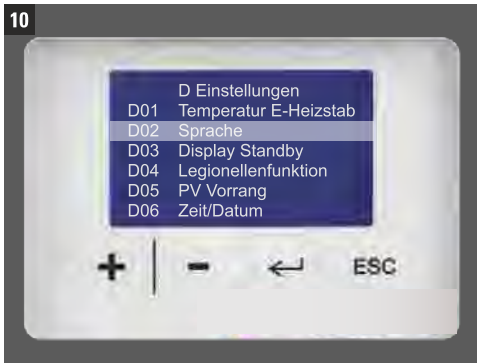 10
D Einstellungen
D01 Temperatur E-Heizstab
D02 Sprache
D03 Display Standby
D04 Legionellenfunktion
D05 PV Vorrang
D06 Zeit/Datum
+ | - ↵ ESC